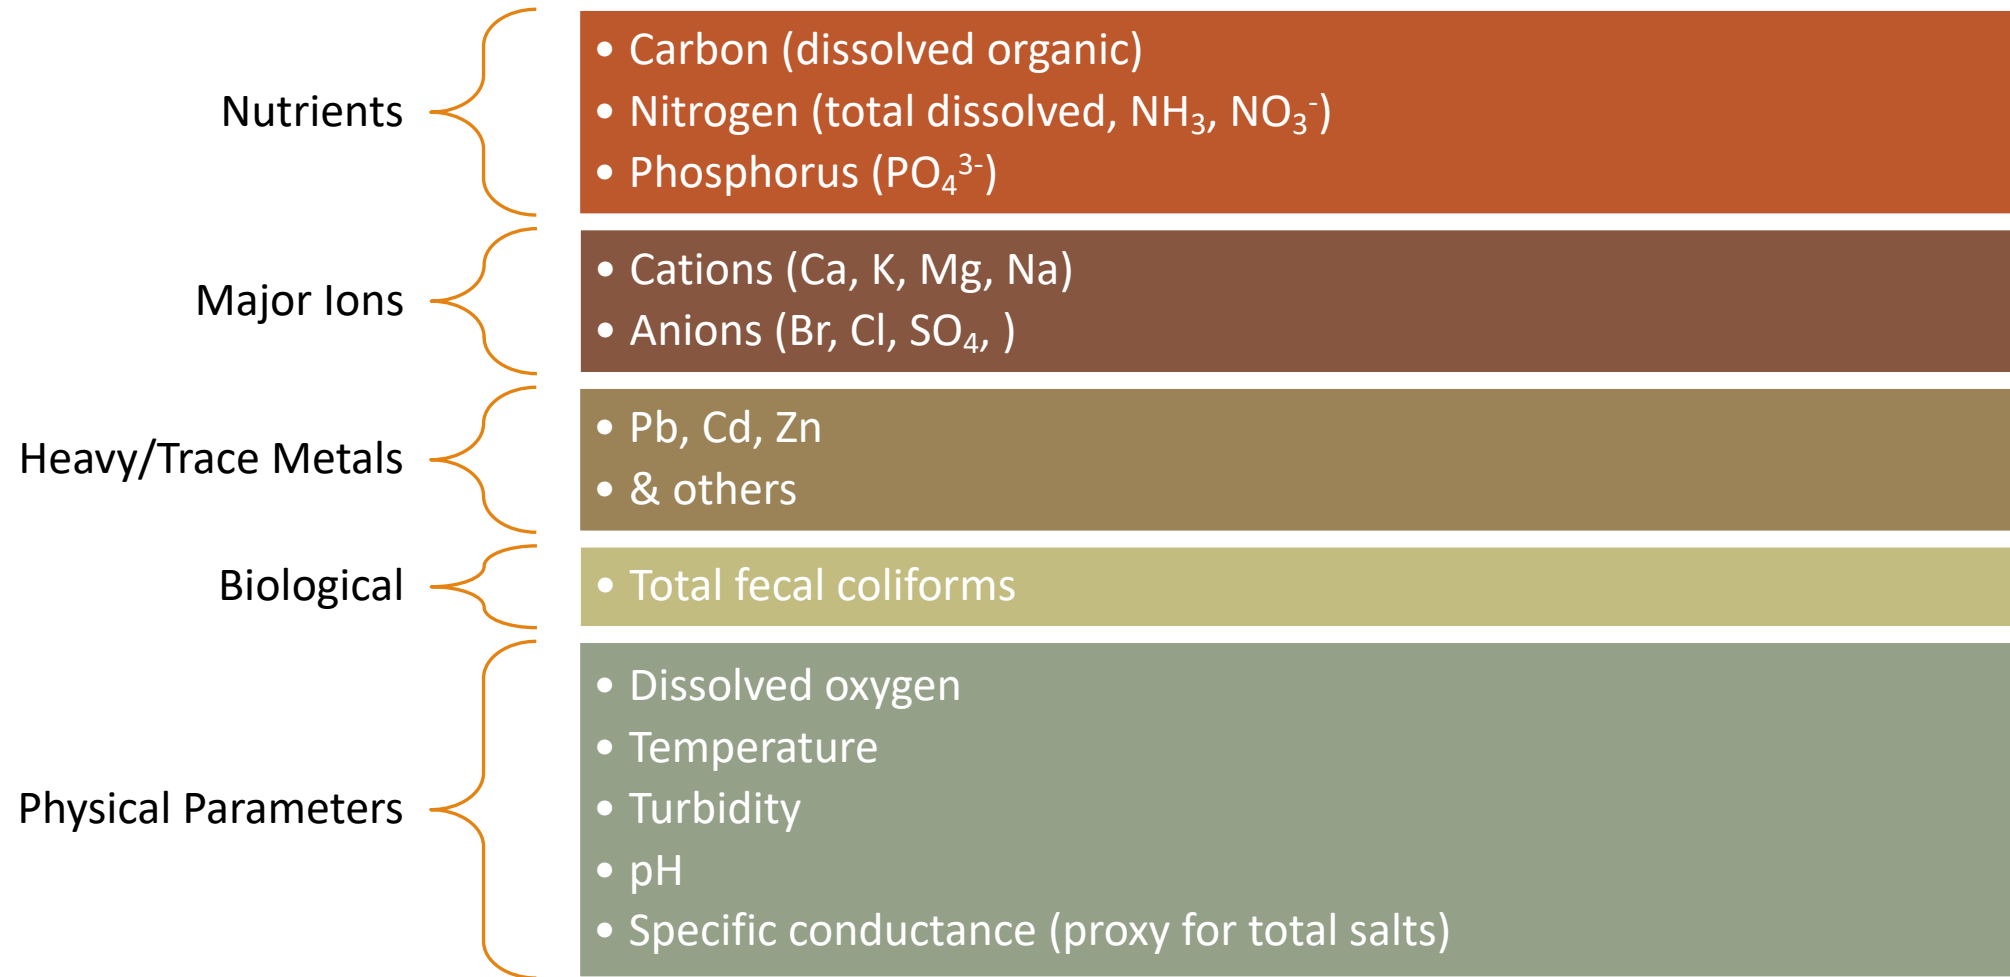 Nutrients
• Carbon (dissolved organic)
• Nitrogen (total dissolved, NH₃, NO₃⁻)
• Phosphorus (PO₄³⁻)
Major Ions
• Cations (Ca, K, Mg, Na)
• Anions (Br, Cl, SO₄, )
Heavy/Trace Metals
• Pb, Cd, Zn
• & others
Biological
• Total fecal coliforms
Physical Parameters
• Dissolved oxygen
• Temperature
• Turbidity
• pH
• Specific conductance (proxy for total salts)